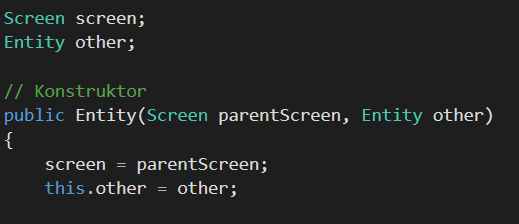 Screen screen;
Entity other;
// Konstruktor
public Entity(Screen parentScreen, Entity other)
{
screen = parentScreen;
this.other = other;